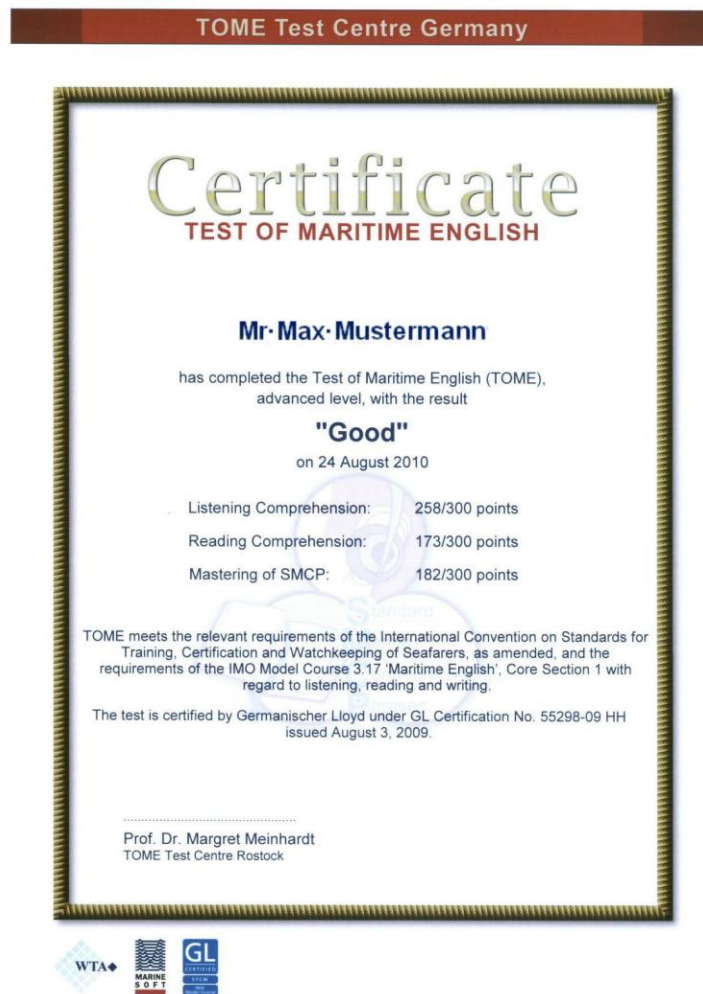 TOME Test Centre Germany
Certificate
TEST OF MARITIME ENGLISH
Mr·Max·Mustermann
has completed the Test of Maritime English (TOME),
advanced level, with the result
"Good"
on 24 August 2010
Listening Comprehension: 258/300 points
Reading Comprehension: 173/300 points
Mastering of SMCP: 182/300 points
Standard
TOME meets the relevant requirements of the International Convention on Standards for
Training, Certification and Watchkeeping of Seafarers, as amended, and the
requirements of the IMO Model Course 3.17 'Maritime English', Core Section 1 with
regard to listening, reading and writing.
Phrases
The test is certified by Germanischer Lloyd under GL Certification No. 55298-09 HH
issued August 3, 2009.
Prof. Dr. Margret Meinhardt
TOME Test Centre Rostock
WTA
MARINE
SOFT
GL
CERTIFIED
STCW
IMO
Model Course